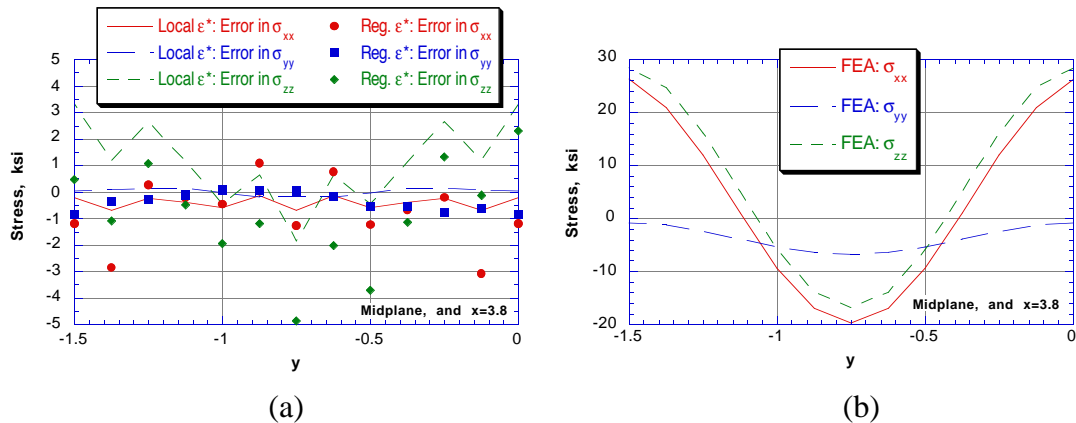 Local ε*: Error in σxx
Reg. ε*: Error in σxx
Local ε*: Error in σyy
Reg. ε*: Error in σyy
Local ε*: Error in σzz
Reg. ε*: Error in σzz
5
4
3
2
1
0
-1
-2
-3
-4
-5
Stress, ksi
Midplane, and x=3.8
-1.5
-1
-0.5
0
y
(a)
FEA: σxx
FEA: σyy
FEA: σzz
30
20
10
0
-10
-20
Stress, ksi
Midplane, and x=3.8
-1.5
-1
-0.5
0
y
(b)